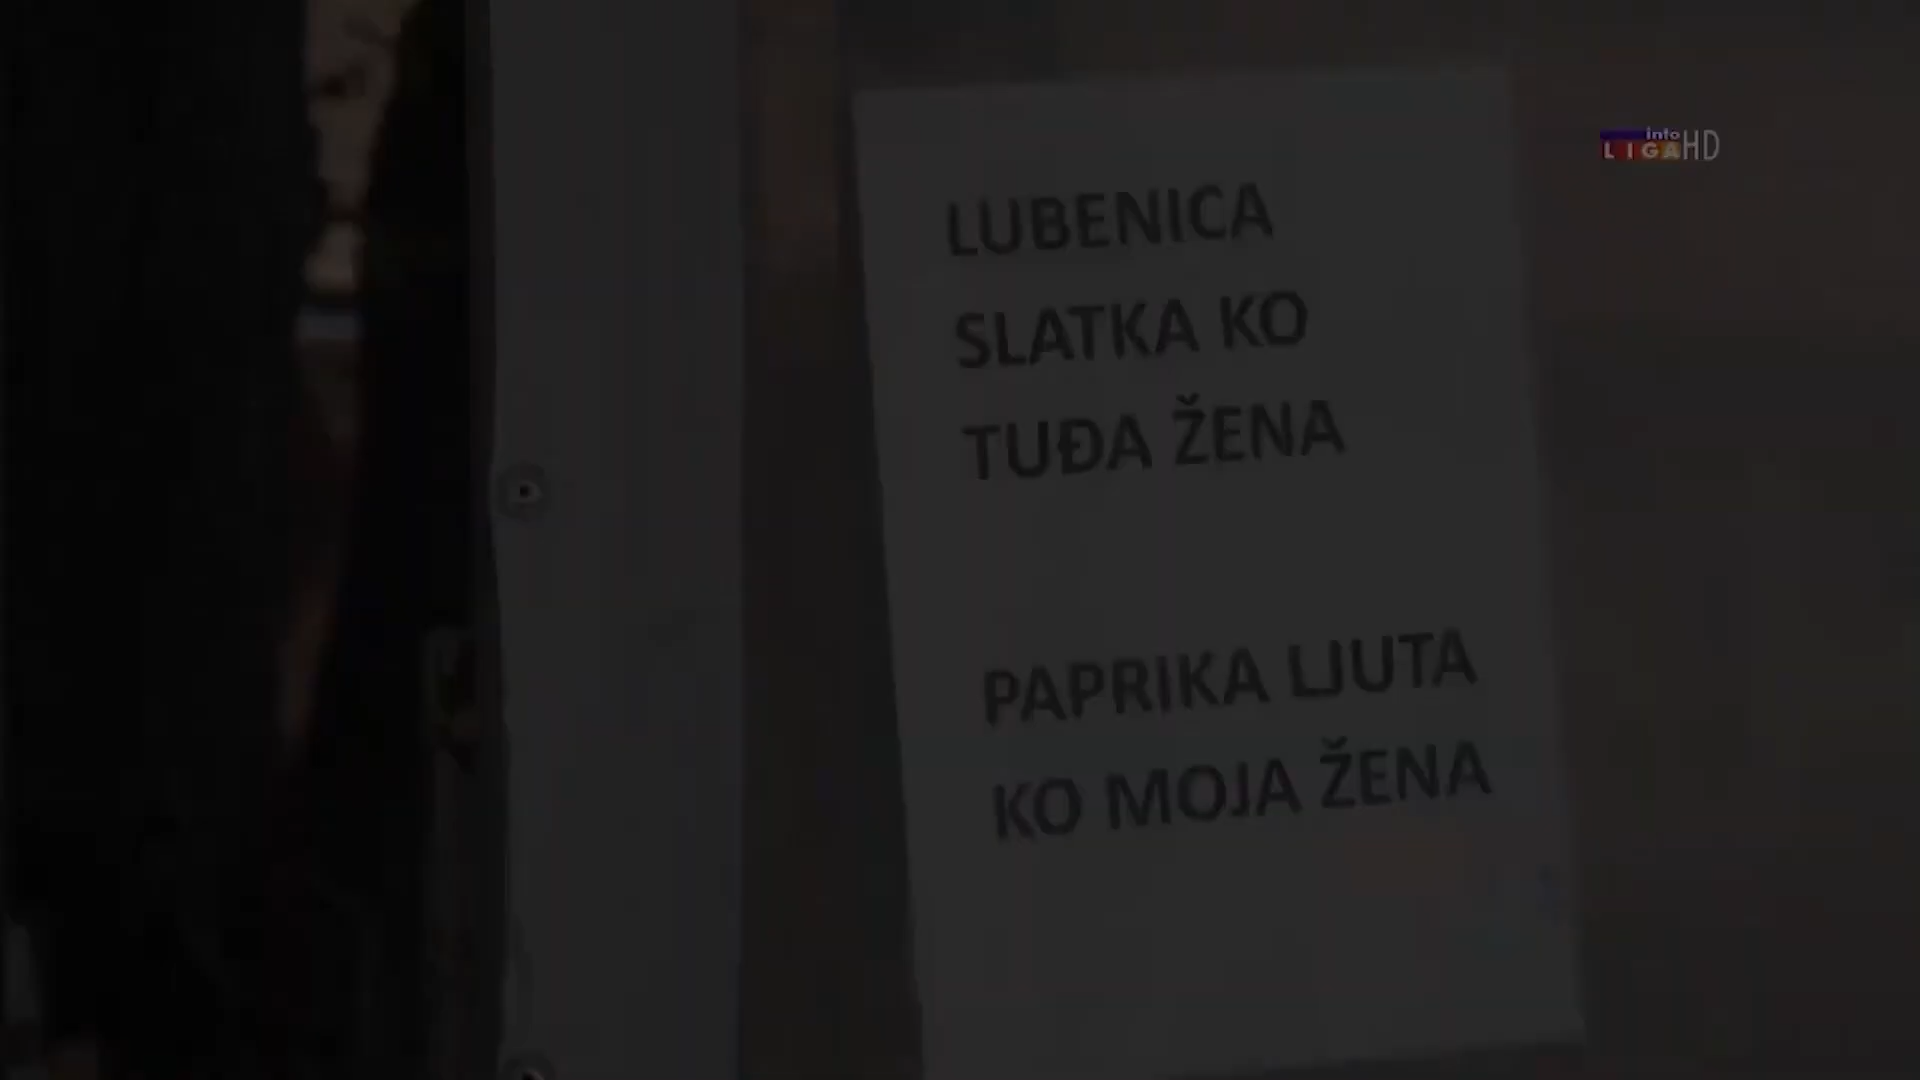 info
LIGA HD
LUBENICA
SLATKA KO
TUĐA ŽENA
PAPRIKA LJUTA
KO MOJA ŽENA